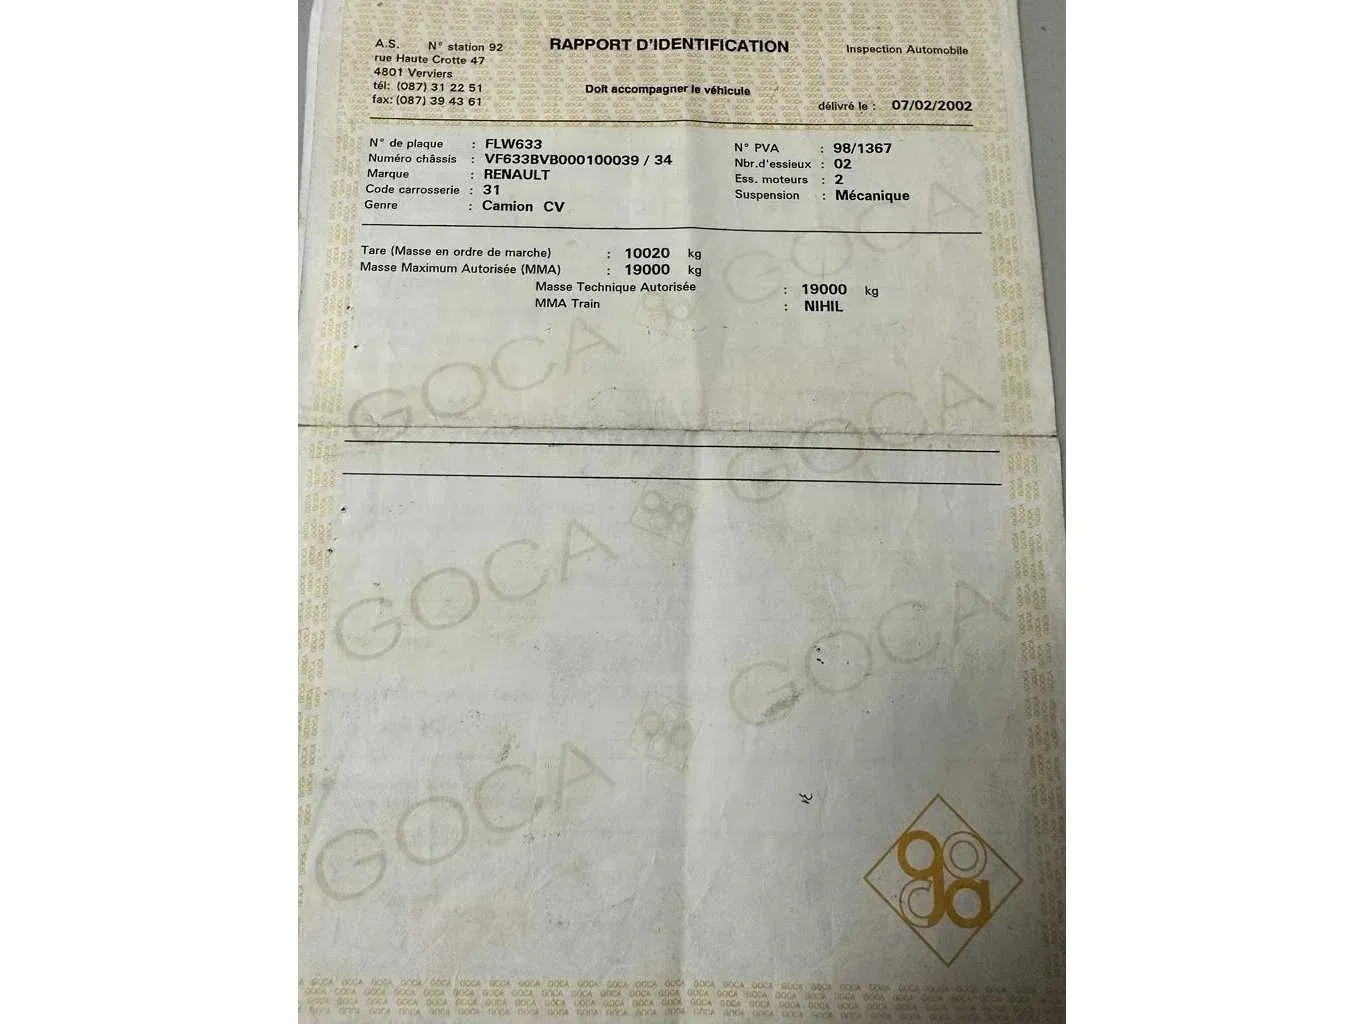 A.S. N° station 92
rue Haute Crotte 47
4801 Verviers
tél: (087) 31 22 51
fax: (087) 39 43 61
RAPPORT D'IDENTIFICATION
Doit accompagner le véhicule
Inspection Automobile
délivré le : 07/02/2002
N° de plaque : FLW633
Numéro châssis : VF633BVB000100039 / 34
Marque : RENAULT
Code carrosserie : 31
Genre : Camion CV
N° PVA : 98/1367
Nbr.d'essieux : 02
Ess. moteurs : 2
Suspension : Mécanique
Tare (Masse en ordre de marche) : 10020 kg
Masse Maximum Autorisée (MMA) : 19000 kg
Masse Technique Autorisée : 19000 kg
MMA Train : NIHIL
GOCA
GOCA
GOCA
GOCA
GOCA
GOCA
goca